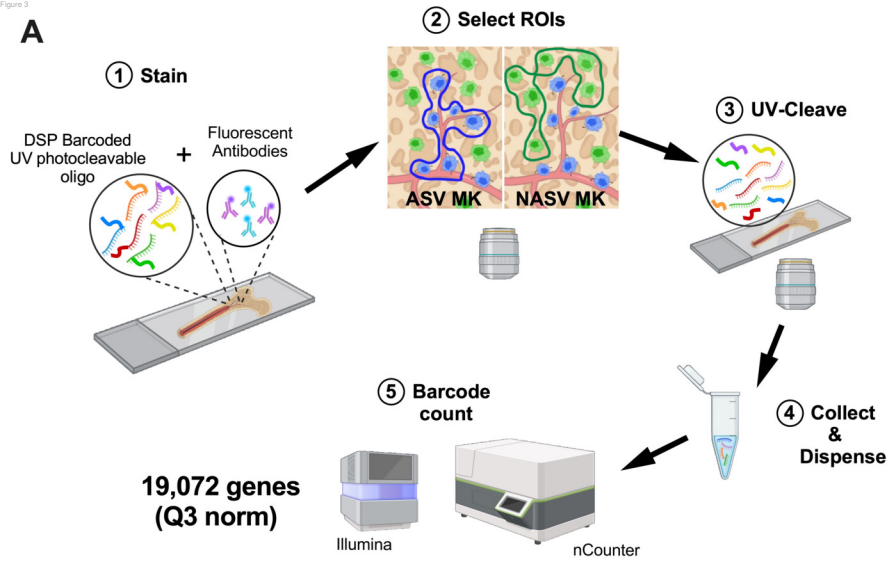 Figure 3
A
1 Stain
DSP Barcoded
UV photocleavable
oligo
+
Fluorescent
Antibodies
2 Select ROIs
ASV MK
NASV MK
3 UV-Cleave
4 Collect
&
Dispense
5 Barcode
count
19,072 genes
(Q3 norm)
Illumina
nCounter